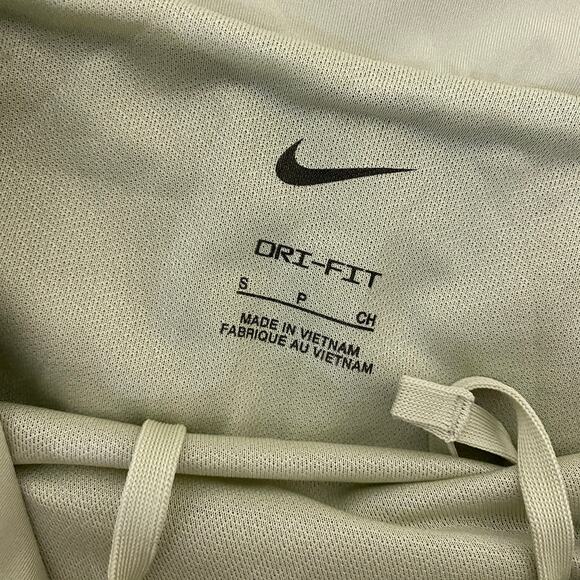 DRI-FIT
S P CH
MADE IN VIETNAM
FABRIQUE AU VIETNAM